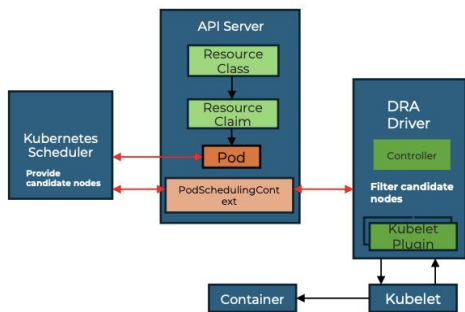 API Server
Resource
Class
Resource
Claim
Pod
PodSchedulingCont
ext
Kubernetes
Scheduler
Provide
candidate nodes
DRA
Driver
Controller
Filter candidate
nodes
Kubelet
Plugin
Container
Kubelet